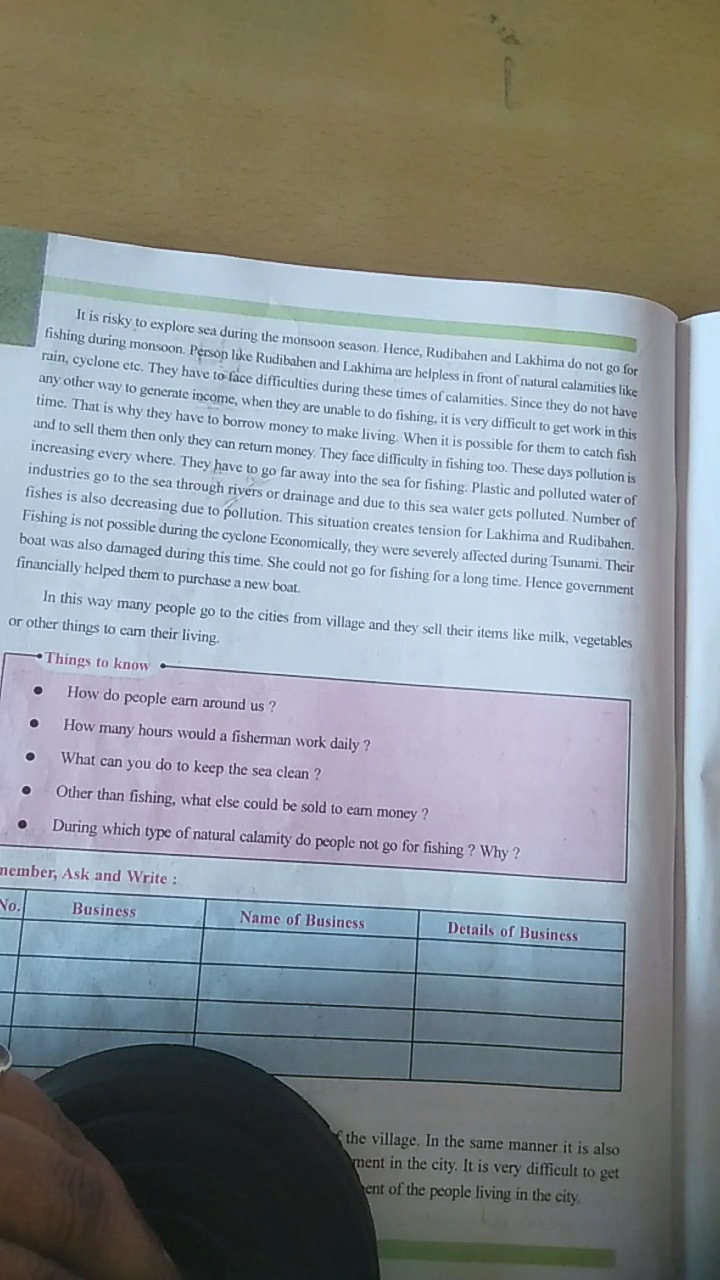 It is risky to explore sea during the monsoon season. Hence, Rudibahen and Lakhima do not go for
fishing during monsoon. Person like Rudibahen and Lakhima are helpless in front of natural calamities like
rain, cyclone etc. They have to face difficulties during these times of calamities. Since they do not have
any other way to generate income, when they are unable to do fishing, it is very difficult to get work in this
time. That is why they have to borrow money to make living. When it is possible for them to catch fish
and to sell them then only they can return money. They face difficulty in fishing too. These days pollution is
increasing every where. They have to go far away into the sea for fishing. Plastic and polluted water of
industries go to the sea through rivers or drainage and due to this sea water gets polluted. Number of
fishes is also decreasing due to pollution. This situation creates tension for Lakhima and Rudibahen.
Fishing is not possible during the cyclone Economically, they were severely affected during Tsunami. Their
boat was also damaged during this time. She could not go for fishing for a long time. Hence government
financially helped them to purchase a new boat.
In this way many people go to the cities from village and they sell their items like milk, vegetables
or other things to earn their living.
Things to know
• How do people earn around us ?
• How many hours would a fisherman work daily ?
• What can you do to keep the sea clean ?
• Other than fishing, what else could be sold to earn money ?
• During which type of natural calamity do people not go for fishing ? Why ?
member, Ask and Write :
No. Business Name of Business Details of Business
the village. In the same manner it is also
ment in the city. It is very difficult to get
ent of the people living in the city.